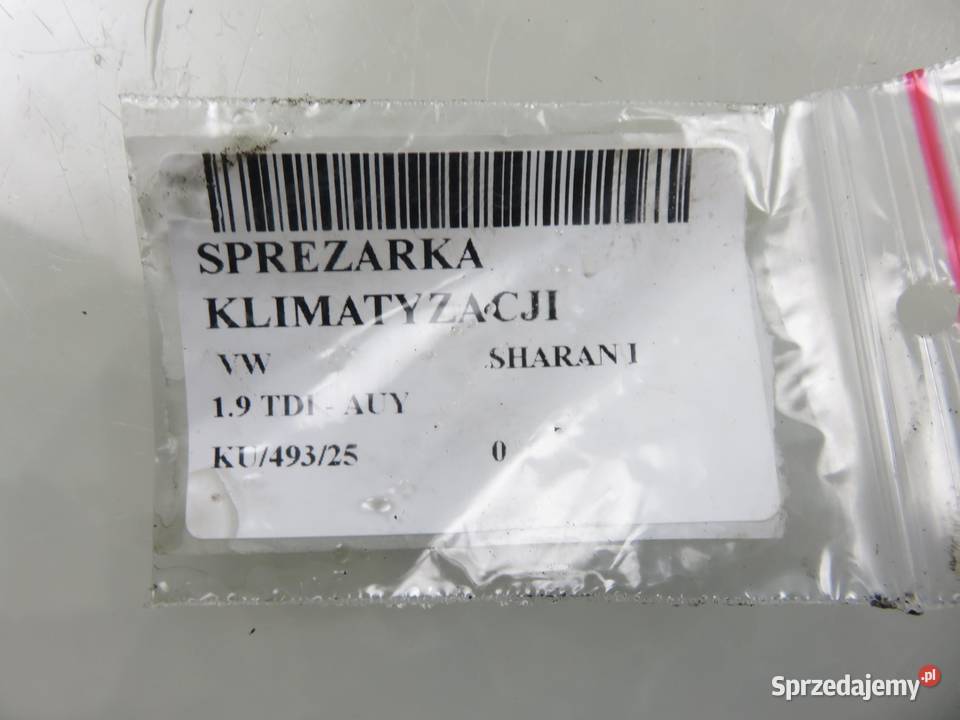 SPREZARKA
KLIMATYZACJI
VW SHARAN I
1.9 TDI - AUY
KU/493/25 0
Sprzedajemy.pl